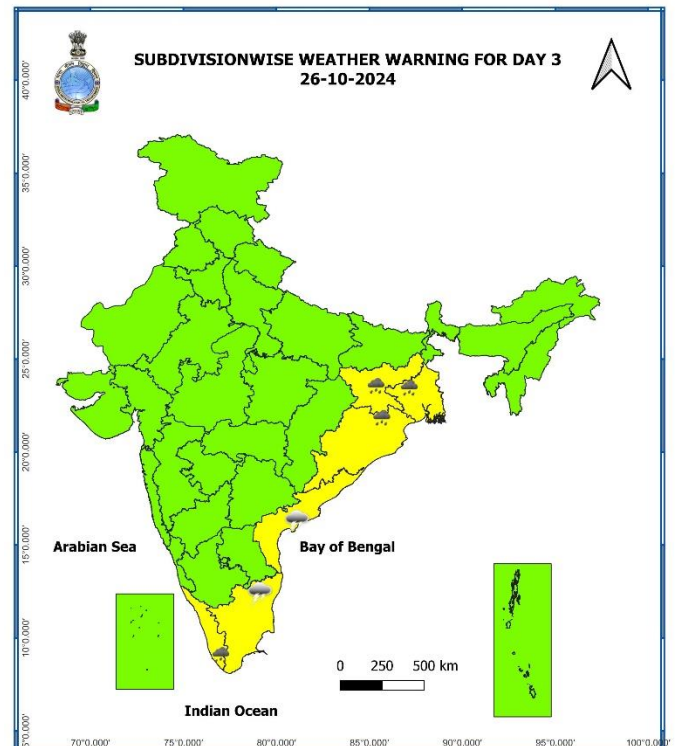 SUBDIVISIONWISE WEATHER WARNING FOR DAY 3
26-10-2024
40°0.000'
35°0.000'
30°0.000'
25°0.000'
20°0.000'
15°0.000'
10°0.000'
Arabian Sea
Bay of Bengal
0 250 500 km
Indian Ocean
5°0.000'
70°0.000' 75°0.000' 80°0.000' 85°0.000' 90°0.000' 95°0.000' 100°0.000'